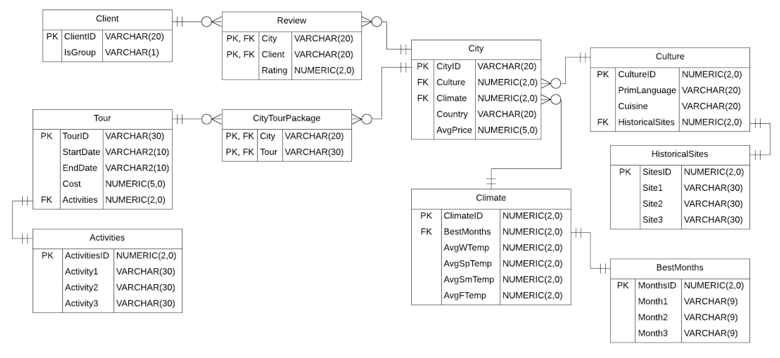 Client
PK ClientID VARCHAR(20)
IsGroup VARCHAR(1)
Review
PK, FK City VARCHAR(20)
PK, FK Client VARCHAR(20)
Rating NUMERIC(2,0)
City
PK CityID VARCHAR(20)
FK Culture NUMERIC(2,0)
FK Climate NUMERIC(2,0)
Country VARCHAR(20)
AvgPrice NUMERIC(5,0)
Culture
PK CultureID NUMERIC(2,0)
PrimLanguage VARCHAR(20)
Cuisine VARCHAR(20)
FK HistoricalSites NUMERIC(2,0)
Tour
PK TourID VARCHAR(30)
StartDate VARCHAR2(10)
EndDate VARCHAR2(10)
Cost NUMERIC(5,0)
FK Activities NUMERIC(2,0)
CityTourPackage
PK, FK City VARCHAR(20)
PK, FK Tour VARCHAR(30)
HistoricalSites
PK SitesID NUMERIC(2,0)
Site1 VARCHAR(30)
Site2 VARCHAR(30)
Site3 VARCHAR(30)
Climate
PK ClimateID NUMERIC(2,0)
FK BestMonths NUMERIC(2,0)
AvgWTemp NUMERIC(2,0)
AvgSpTemp NUMERIC(2,0)
AvgSmTemp NUMERIC(2,0)
AvgFTemp NUMERIC(2,0)
Activities
PK ActivitiesID NUMERIC(2,0)
Activity1 VARCHAR(30)
Activity2 VARCHAR(30)
Activity3 VARCHAR(30)
BestMonths
PK MonthsID NUMERIC(2,0)
Month1 VARCHAR(9)
Month2 VARCHAR(9)
Month3 VARCHAR(9)